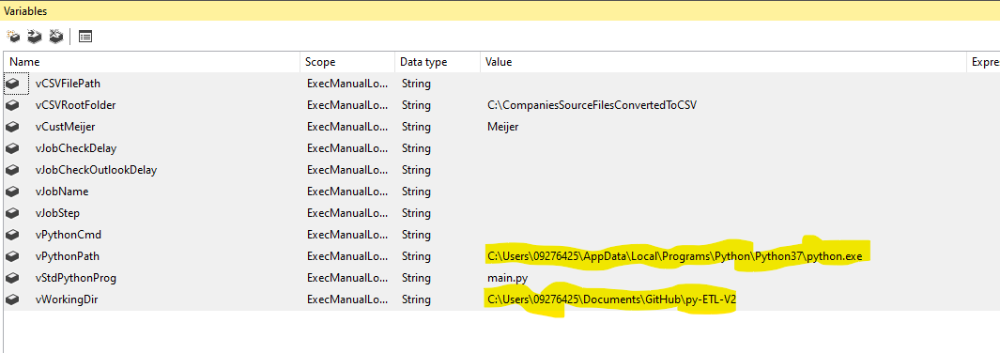 Variables
Name Scope Data type Value Expre
vCSVFilePath ExecManualLo... String
vCSVRootFolder ExecManualLo... String C:\CompaniesSourceFilesConvertedToCSV
vCustMeijer ExecManualLo... String Meijer
vJobCheckDelay ExecManualLo... String
vJobCheckOutlookDelay ExecManualLo... String
vJobName ExecManualLo... String
vJobStep ExecManualLo... String
vPythonCmd ExecManualLo... String
vPythonPath ExecManualLo... String C:\Users\09276425\AppData\Local\Programs\Python\Python37\python.exe
vStdPythonProg ExecManualLo... String main.py
vWorkingDir ExecManualLo... String C:\Users\09276425\Documents\GitHub\py-ETL-V2